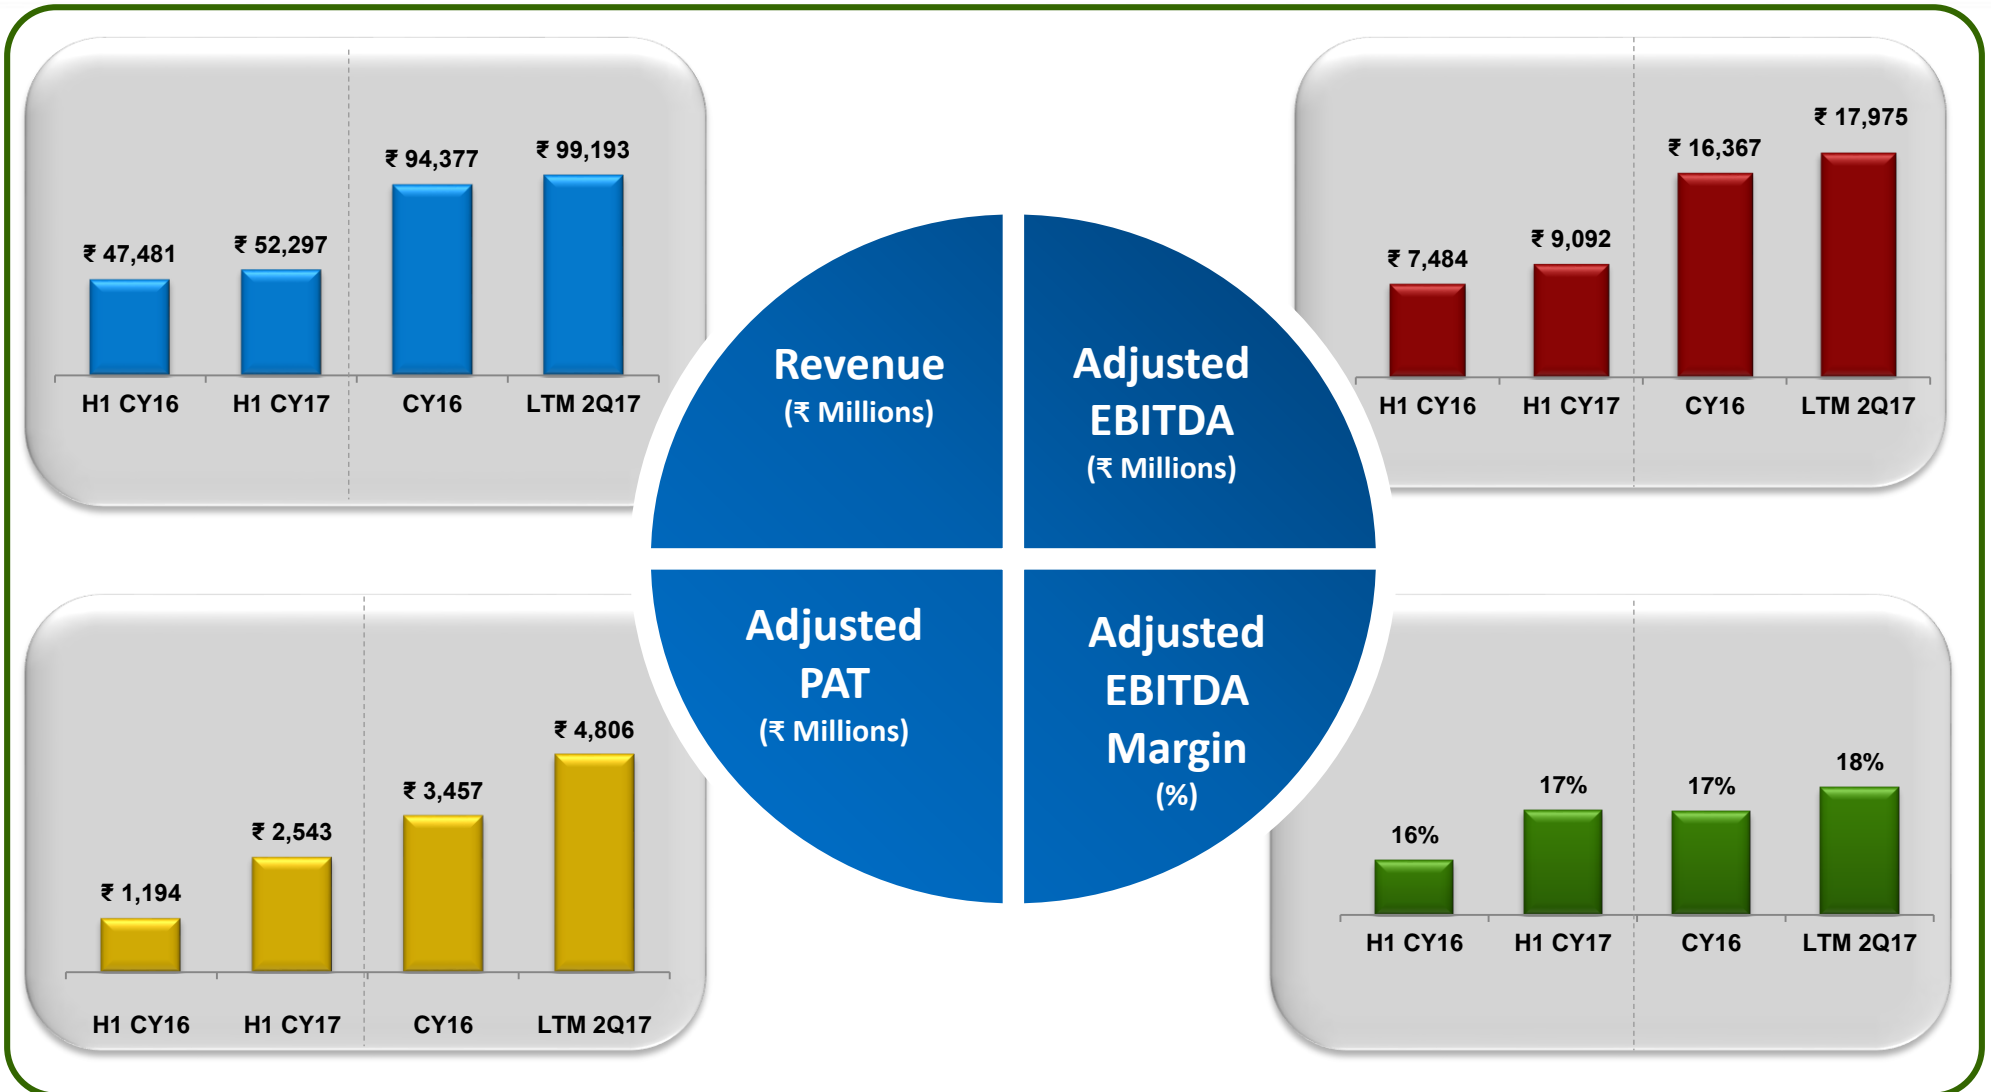 ₹ 47,481
₹ 52,297
₹ 94,377
₹ 99,193
H1 CY16
H1 CY17
CY16
LTM 2Q17
Revenue
(₹ Millions)
₹ 7,484
₹ 9,092
₹ 16,367
₹ 17,975
H1 CY16
H1 CY17
CY16
LTM 2Q17
Adjusted
EBITDA
(₹ Millions)
₹ 1,194
₹ 2,543
₹ 3,457
₹ 4,806
H1 CY16
H1 CY17
CY16
LTM 2Q17
Adjusted
PAT
(₹ Millions)
Adjusted
EBITDA
Margin
(%)
16%
17%
17%
18%
H1 CY16
H1 CY17
CY16
LTM 2Q17